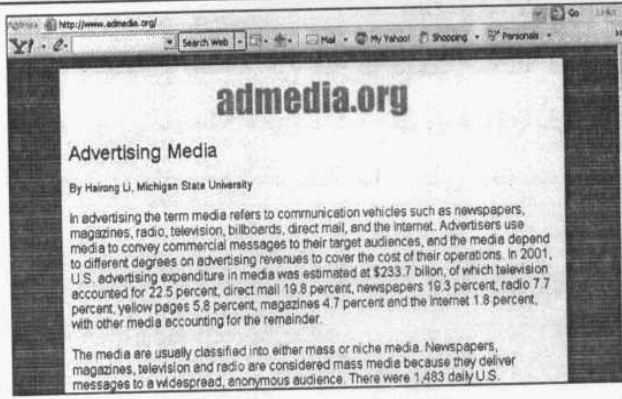 Address http://www.admedia.org/ Go Links
Y! Search Web Mail My Yahoo! Shopping Personals
admedia.org
Advertising Media
By Hairong Li, Michigan State University
In advertising the term media refers to communication vehicles such as newspapers,
magazines, radio, television, billboards, direct mail, and the Internet. Advertisers use
media to convey commercial messages to their target audiences, and the media depend
to different degrees on advertising revenues to cover the cost of their operations. In 2001,
U.S. advertising expenditure in media was estimated at $233.7 billon, of which television
accounted for 22.5 percent, direct mail 19.8 percent, newspapers 19.3 percent, radio 7.7
percent, yellow pages 5.8 percent, magazines 4.7 percent and the Internet 1.8 percent,
with other media accounting for the remainder.
The media are usually classified into either mass or niche media. Newspapers,
magazines, television and radio are considered mass media because they deliver
messages to a widespread, anonymous audience. There were 1,483 daily U.S.